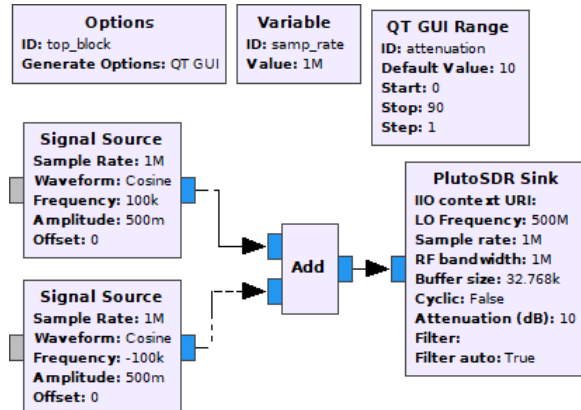 Options
ID: top_block
Generate Options: QT GUI
Variable
ID: samp_rate
Value: 1M
QT GUI Range
ID: attenuation
Default Value: 10
Start: 0
Stop: 90
Step: 1
Signal Source
Sample Rate: 1M
Waveform: Cosine
Frequency: 100k
Amplitude: 500m
Offset: 0
Signal Source
Sample Rate: 1M
Waveform: Cosine
Frequency: -100k
Amplitude: 500m
Offset: 0
Add
PlutoSDR Sink
IIO context URI:
LO Frequency: 500M
Sample rate: 1M
RF bandwidth: 1M
Buffer size: 32.768k
Cyclic: False
Attenuation (dB): 10
Filter:
Filter auto: True